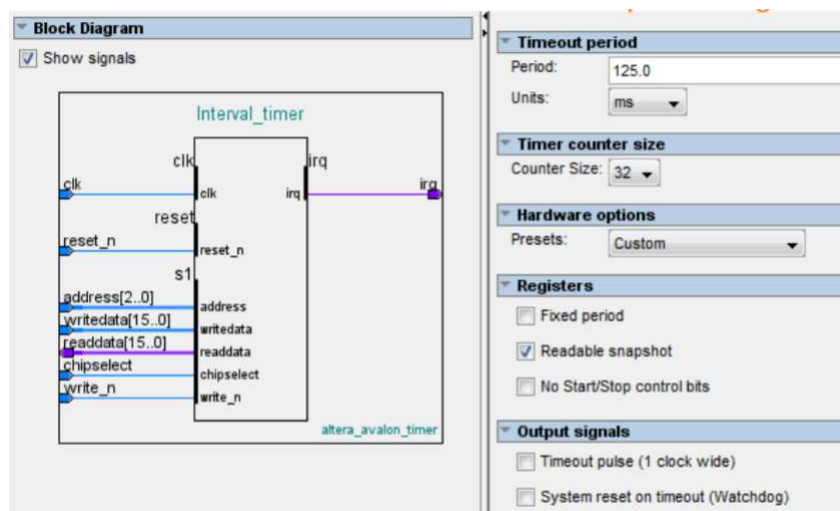 Block Diagram
Show signals
Interval_timer
clk
irq
clk
clk
irq
irq
reset
reset_n
reset_n
s1
address[2..0]
address
writedata[15..0]
writedata
readdata[15..0]
readdata
chipselect
chipselect
write_n
write_n
altera_avalon_timer
Timeout period
Period:
125.0
Units:
ms
Timer counter size
Counter Size:
32
Hardware options
Presets:
Custom
Registers
Fixed period
Readable snapshot
No Start/Stop control bits
Output signals
Timeout pulse (1 clock wide)
System reset on timeout (Watchdog)